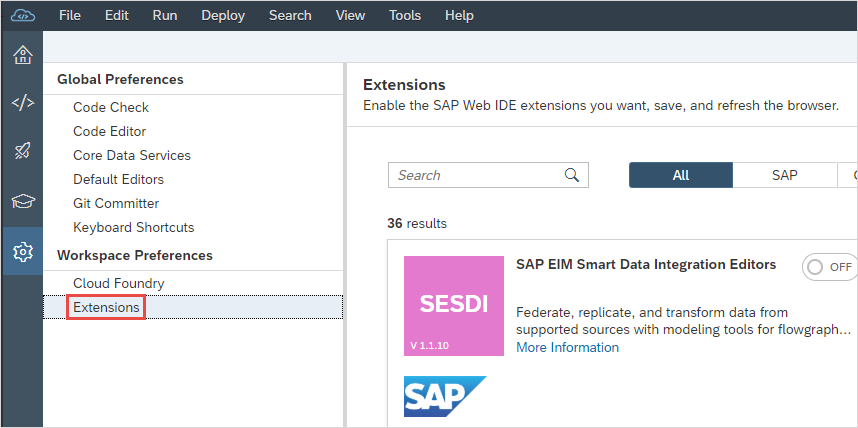 File Edit Run Deploy Search View Tools Help
Global Preferences
Code Check
Code Editor
Core Data Services
Default Editors
Git Committer
Keyboard Shortcuts
Workspace Preferences
Cloud Foundry
Extensions
Extensions
Enable the SAP Web IDE extensions you want, save, and refresh the browser.
Search
All SAP
36 results
SESDI
V 1.1.10
SAP EIM Smart Data Integration Editors
OFF
Federate, replicate, and transform data from
supported sources with modeling tools for flowgraph...
More Information
SAP